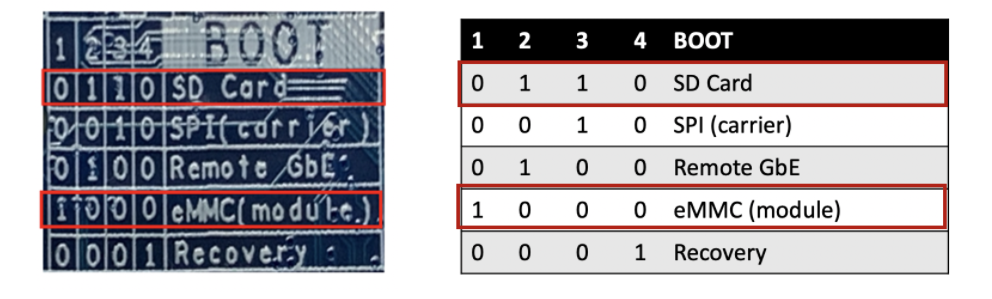 1 2 3 4 BOOT
0 1 1 0 SD Card
0 0 1 0 SPI(carrier)
0 1 0 0 Remote GbE
1 0 0 0 eMMC(module)
0 0 0 1 Recovery
1 2 3 4 BOOT
0 1 1 0 SD Card
0 0 1 0 SPI (carrier)
0 1 0 0 Remote GbE
1 0 0 0 eMMC (module)
0 0 0 1 Recovery